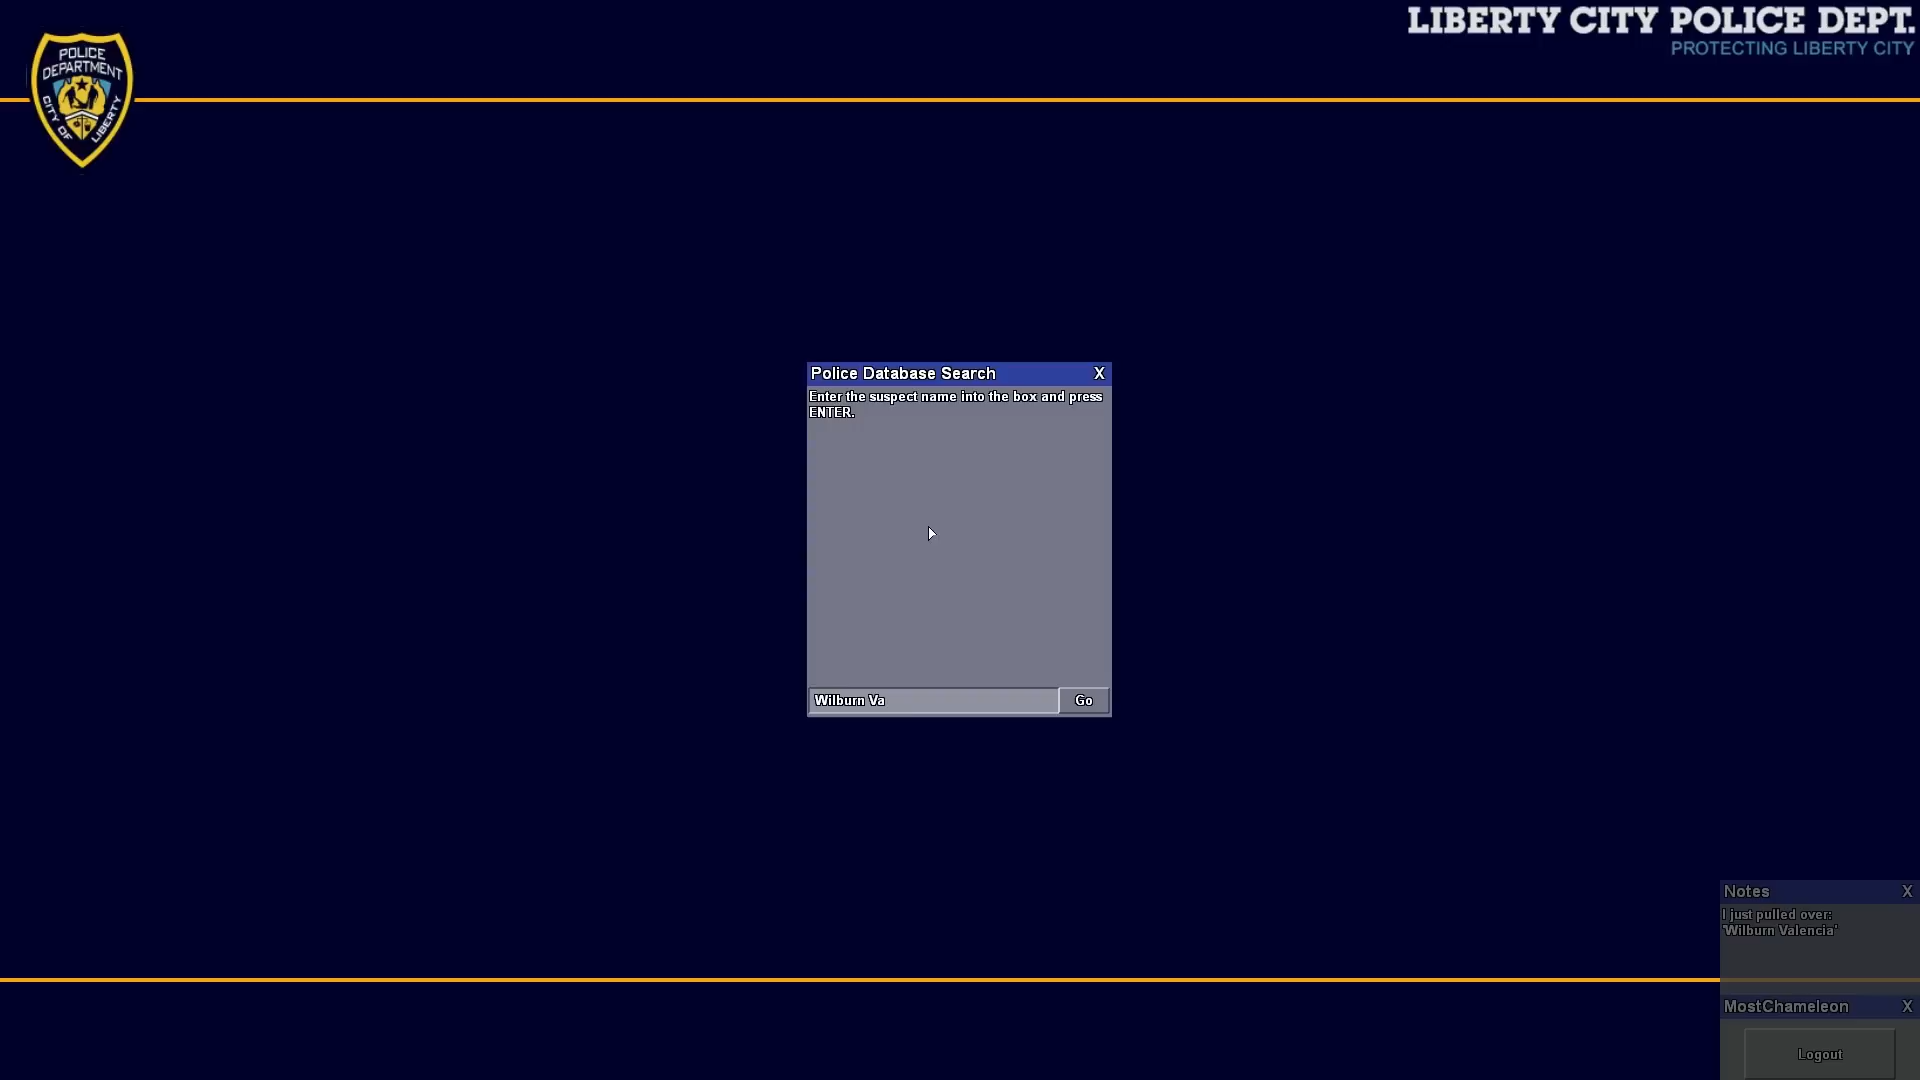 LIBERTY CITY POLICE DEPT.
PROTECTING LIBERTY CITY
POLICE
DEPARTMENT
CITY OF LIBERTY
Police Database Search X
Enter the suspect name into the box and press
ENTER.
Wilburn Va Go
Notes X
I just pulled over:
'Wilburn Valencia'
MostChameleon X
Logout